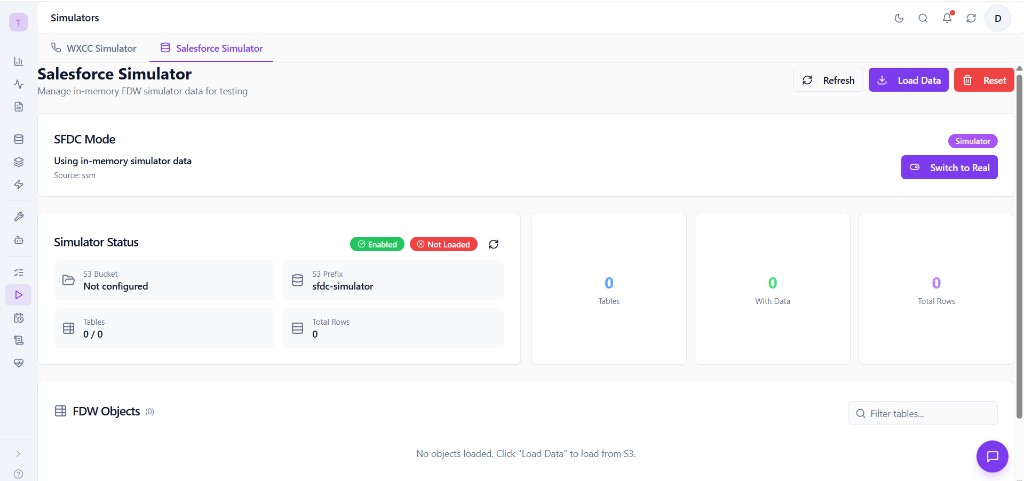 T
Simulators
D
WXCC Simulator
Salesforce Simulator
Salesforce Simulator
Manage in-memory FDW simulator data for testing
Refresh
Load Data
Reset
SFDC Mode
Simulator
Using in-memory simulator data
Source: ssm
Switch to Real
Simulator Status
Enabled
Not Loaded
S3 Bucket
Not configured
S3 Prefix
sfdc-simulator
Tables
0 / 0
Total Rows
0
0
Tables
0
With Data
0
Total Rows
FDW Objects (0)
Filter tables...
No objects loaded. Click "Load Data" to load from S3.